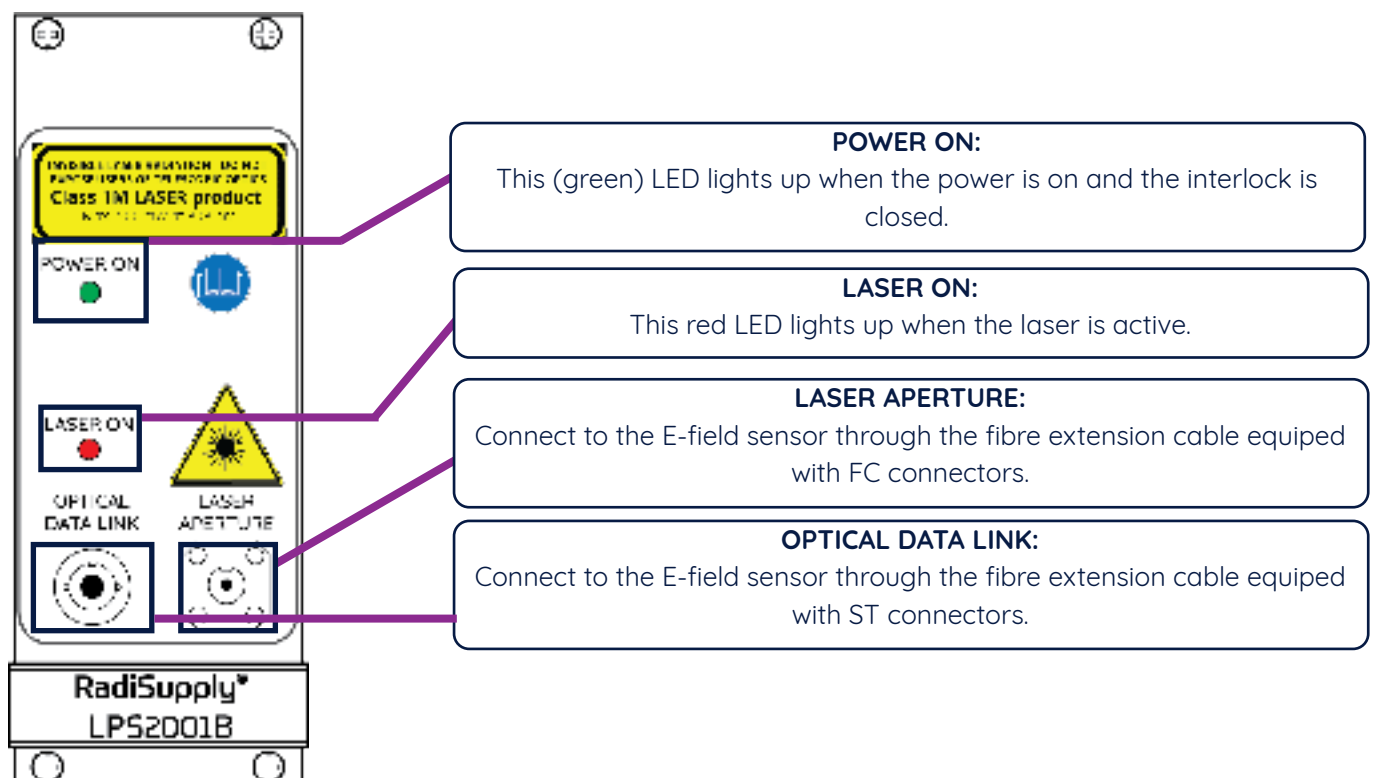 Class 1M LASER product
POWER ON
LASER ON
OPTICAL
DATA LINK
LASER
APERTURE
RadiSupply®
LPS2001B
POWER ON:
This (green) LED lights up when the power is on and the interlock is
closed.
LASER ON:
This red LED lights up when the laser is active.
LASER APERTURE:
Connect to the E-field sensor through the fibre extension cable equiped
with FC connectors.
OPTICAL DATA LINK:
Connect to the E-field sensor through the fibre extension cable equiped
with ST connectors.